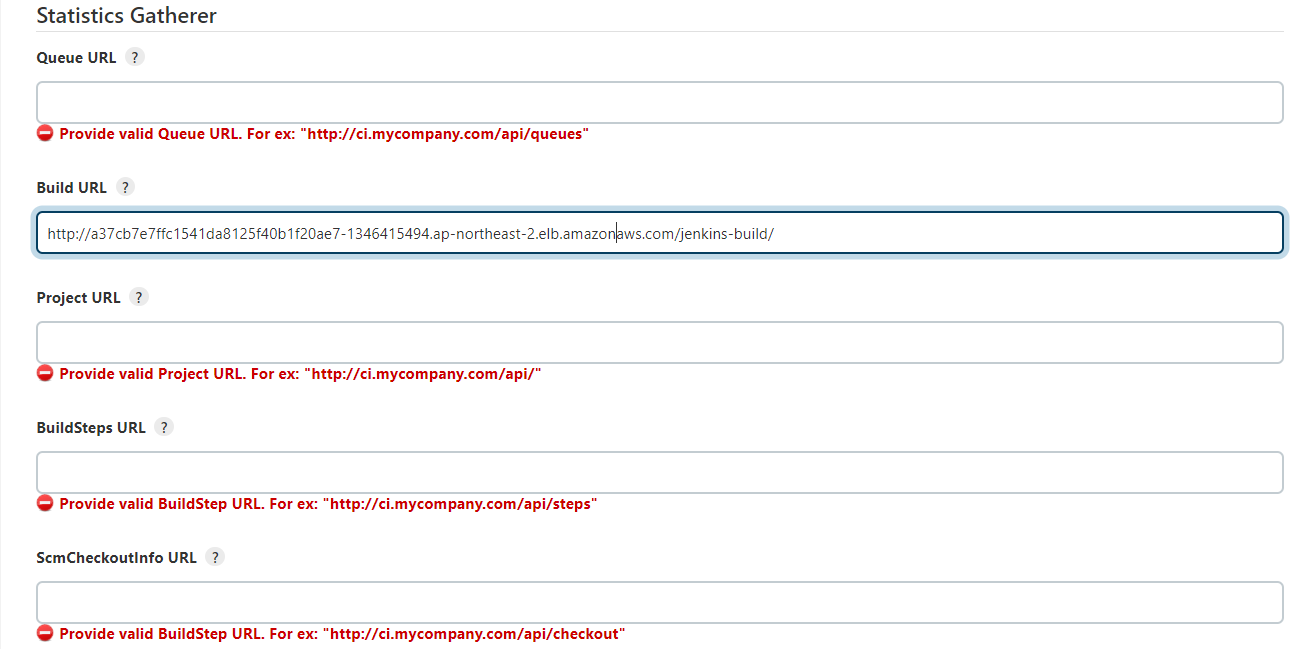 Statistics Gatherer
Queue URL ?
Provide valid Queue URL. For ex: "http://ci.mycompany.com/api/queues"
Build URL ?
http://a37cb7e7ffc1541da8125f40b1f20ae7-1346415494.ap-northeast-2.elb.amazonaws.com/jenkins-build/
Project URL ?
Provide valid Project URL. For ex: "http://ci.mycompany.com/api/"
BuildSteps URL ?
Provide valid BuildStep URL. For ex: "http://ci.mycompany.com/api/steps"
ScmCheckoutInfo URL ?
Provide valid BuildStep URL. For ex: "http://ci.mycompany.com/api/checkout"